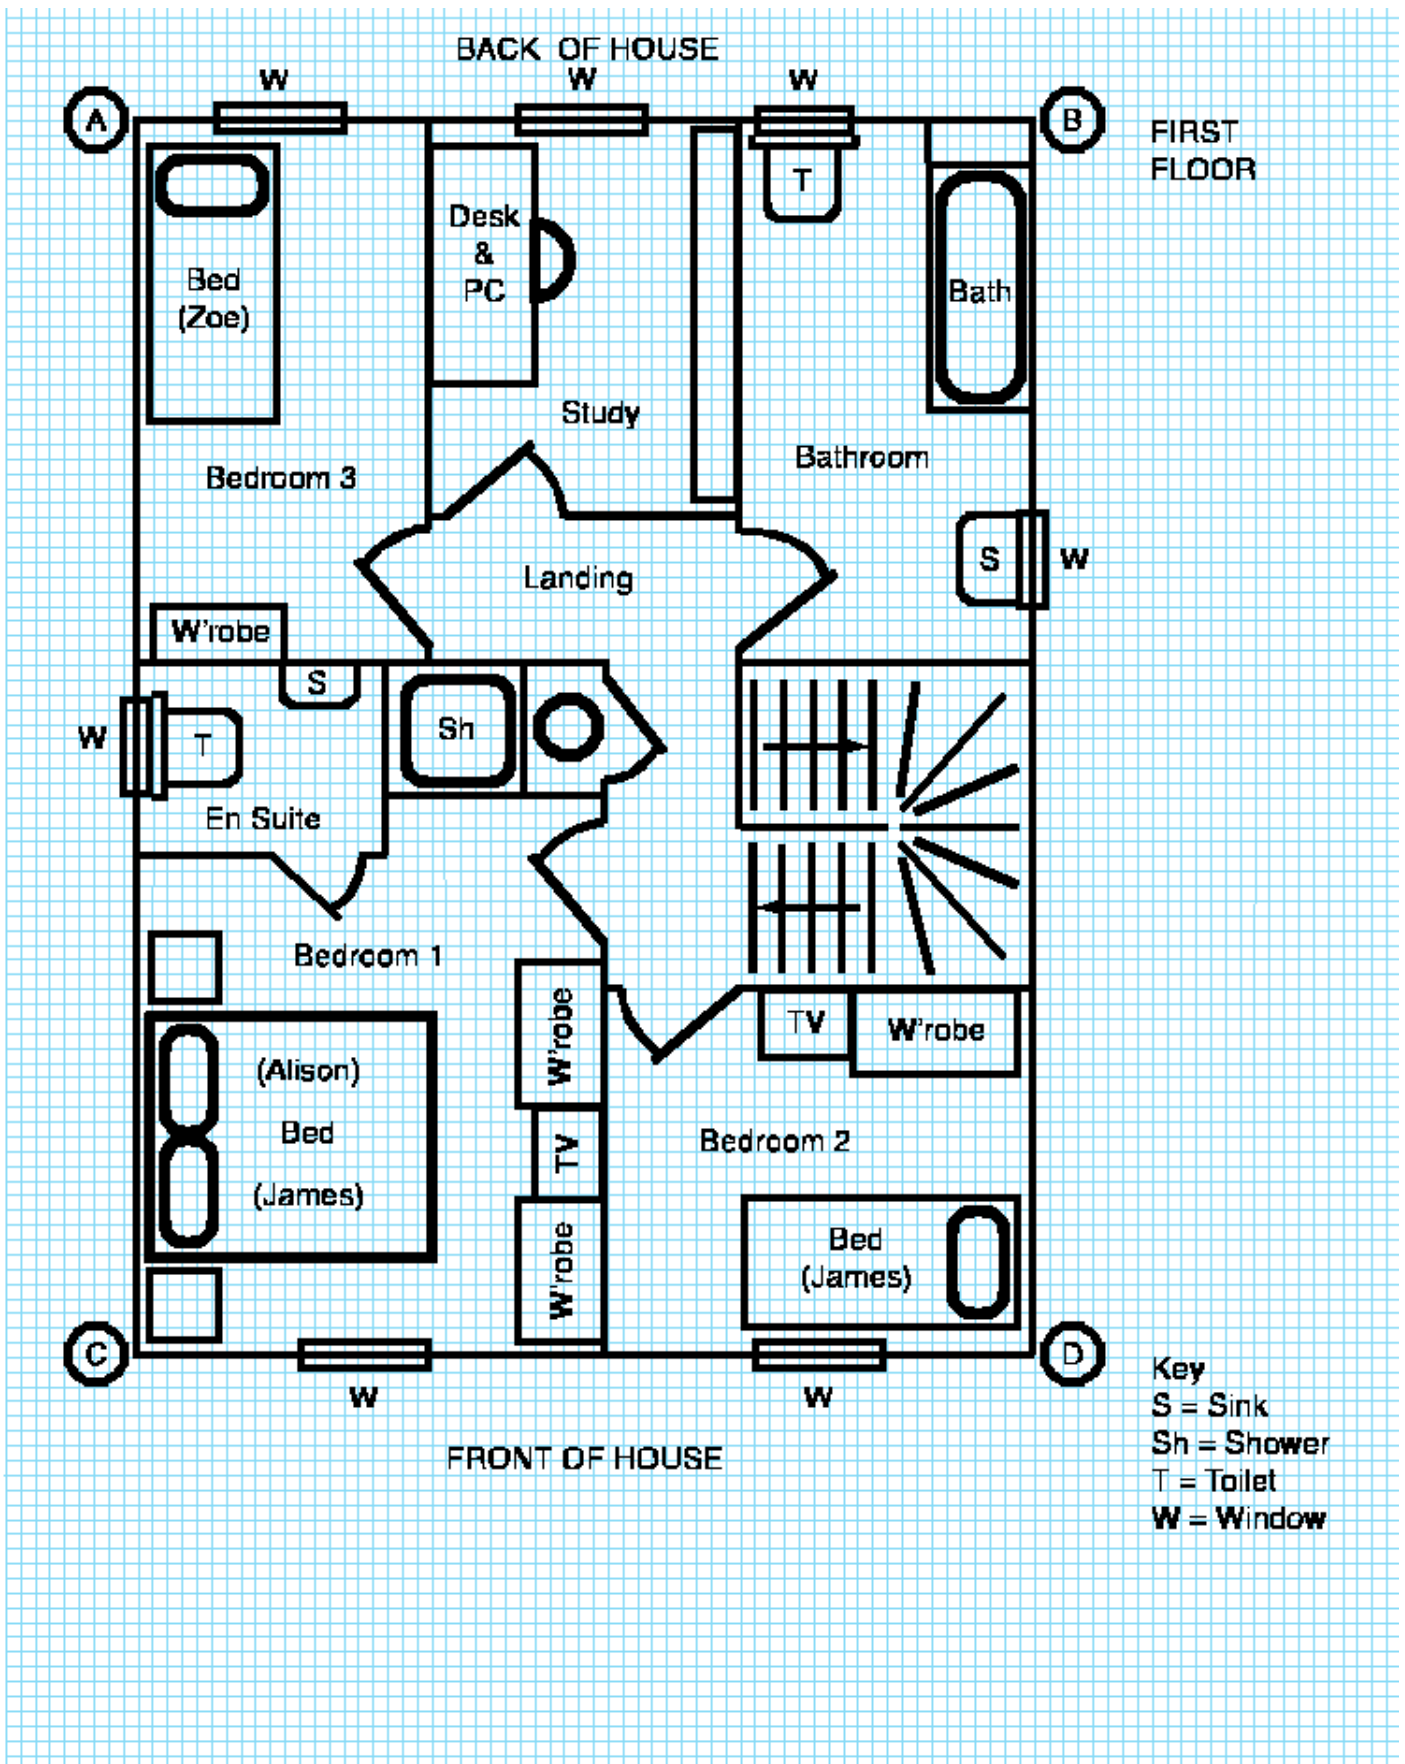 BACK OF HOUSE
W
W
W
A
B
FIRST
FLOOR
T
Desk
&
PC
Bed
(Zoe)
Bath
Study
Bathroom
Bedroom 3
S
W
Landing
W'robe
S
W
T
Sh
En Suite
Bedroom 1
W'robe
TV
W'robe
(Alison)
Bed
(James)
TV
Bedroom 2
W'robe
Bed
(James)
C
D
W
W
Key
S = Sink
Sh = Shower
T = Toilet
W = Window
FRONT OF HOUSE